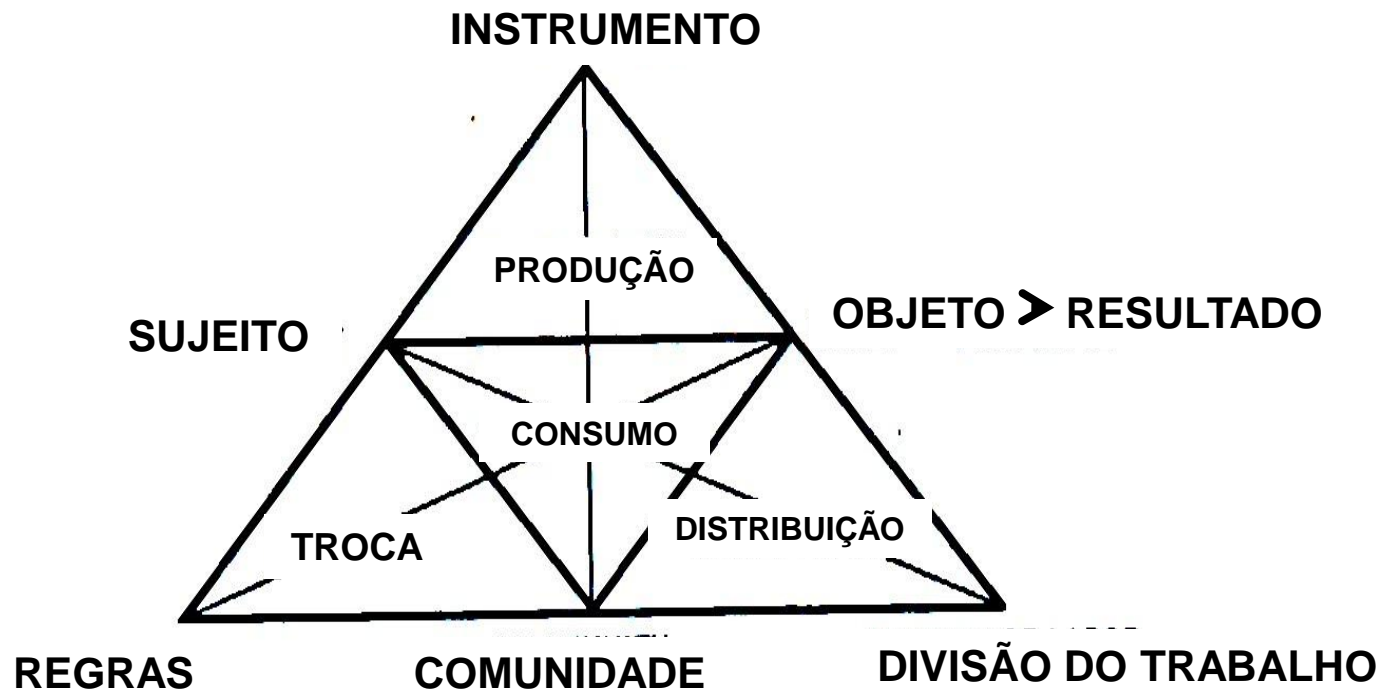 INSTRUMENTO
PRODUÇÃO
SUJEITO
OBJETO > RESULTADO
CONSUMO
TROCA
DISTRIBUIÇÃO
REGRAS
COMUNIDADE
DIVISÃO DO TRABALHO